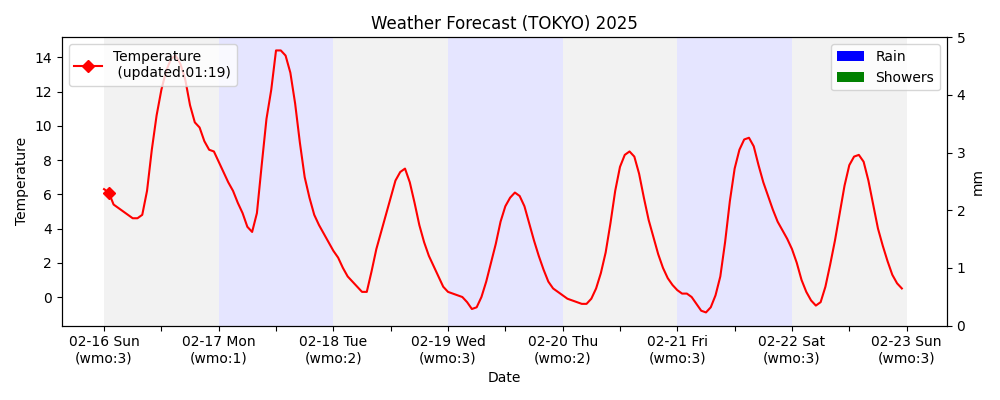 Weather Forecast (TOKYO) 2025
Temperature
(updated:01:19)
Rain
Showers
Temperature
14
12
10
8
6
4
2
0
5
4
3
2
1
0
mm
02-16 Sun
(wmo:3)
02-17 Mon
(wmo:1)
02-18 Tue
(wmo:2)
02-19 Wed
(wmo:3)
02-20 Thu
(wmo:2)
02-21 Fri
(wmo:3)
02-22 Sat
(wmo:3)
02-23 Sun
(wmo:3)
Date